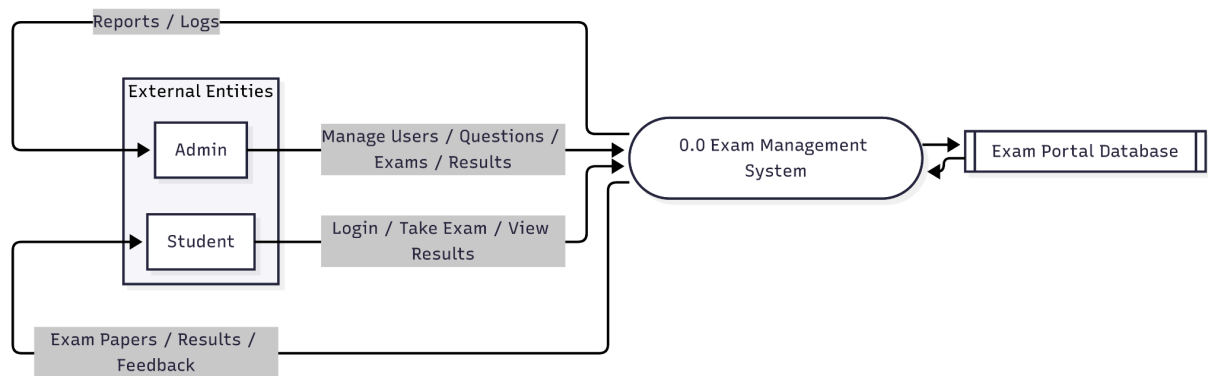 Reports / Logs
External Entities
Admin
Manage Users / Questions /
Exams / Results
0.0 Exam Management
System
Exam Portal Database
Student
Login / Take Exam / View
Results
Exam Papers / Results /
Feedback